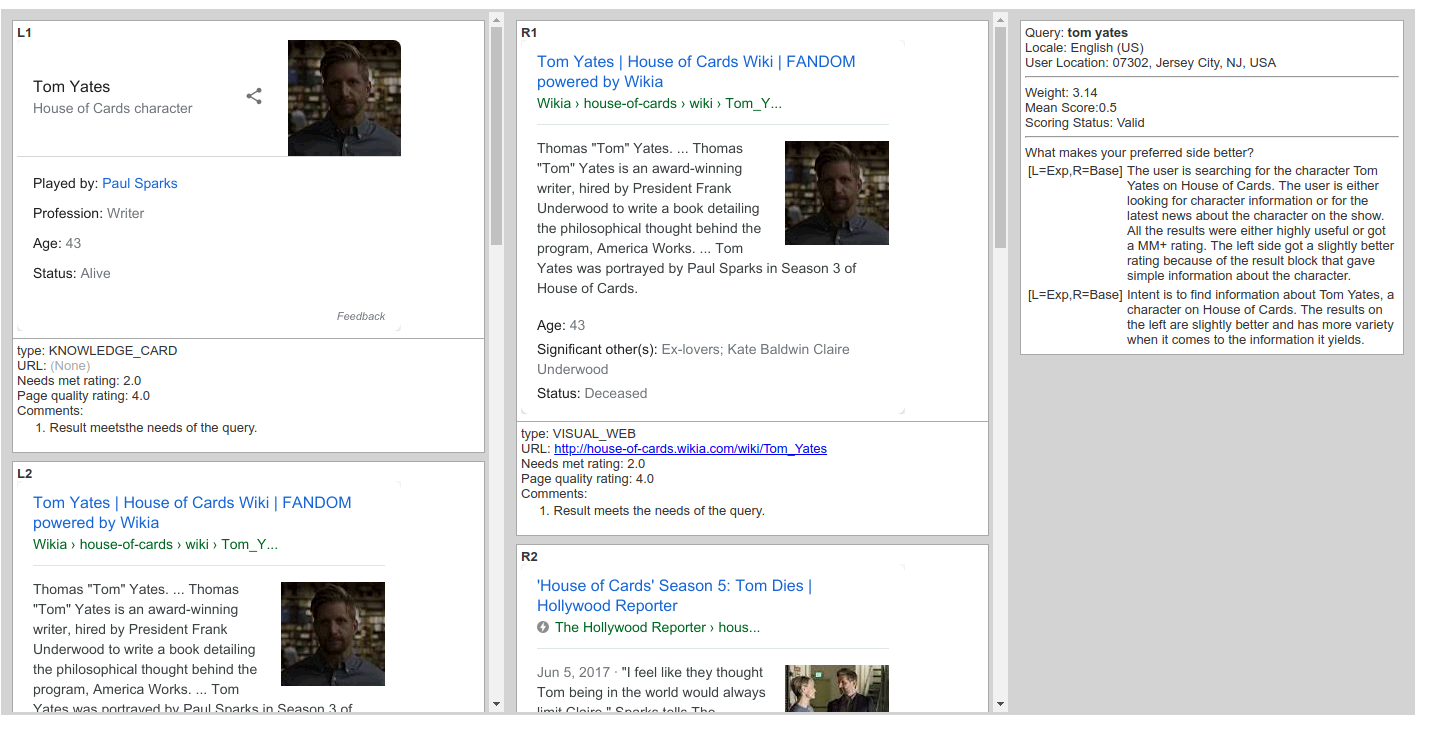 L1
Tom Yates
House of Cards character
Played by: Paul Sparks
Profession: Writer
Age: 43
Status: Alive
Feedback
type: KNOWLEDGE_CARD
URL: (None)
Needs met rating: 2.0
Page quality rating: 4.0
Comments:
1. Result meetsthe needs of the query.
L2
Tom Yates | House of Cards Wiki | FANDOM
powered by Wikia
Wikia › house-of-cards › wiki › Tom_Y...
Thomas "Tom" Yates. ... Thomas
"Tom" Yates is an award-winning
writer, hired by President Frank
Underwood to write a book detailing
the philosophical thought behind the
program, America Works. ... Tom
Yates was portrayed by Paul Sparks in Season 3 of
R1
Tom Yates | House of Cards Wiki | FANDOM
powered by Wikia
Wikia › house-of-cards › wiki › Tom_Y...
Thomas "Tom" Yates. ... Thomas
"Tom" Yates is an award-winning
writer, hired by President Frank
Underwood to write a book detailing
the philosophical thought behind the
program, America Works. ... Tom
Yates was portrayed by Paul Sparks in Season 3 of
House of Cards.
Age: 43
Significant other(s): Ex-lovers; Kate Baldwin Claire
Underwood
Status: Deceased
type: VISUAL_WEB
URL: http://house-of-cards.wikia.com/wiki/Tom_Yates
Needs met rating: 2.0
Page quality rating: 4.0
Comments:
1. Result meets the needs of the query.
R2
'House of Cards' Season 5: Tom Dies |
Hollywood Reporter
The Hollywood Reporter › hous...
Jun 5, 2017 · "I feel like they thought
Tom being in the world would always
limit Claire," Sparks tells The
Query: tom yates
Locale: English (US)
User Location: 07302, Jersey City, NJ, USA
Weight: 3.14
Mean Score:0.5
Scoring Status: Valid
What makes your preferred side better?
[L=Exp,R=Base] The user is searching for the character Tom
Yates on House of Cards. The user is either
looking for character information or for the
latest news about the character on the show.
All the results were either highly useful or got
a MM+ rating. The left side got a slightly better
rating because of the result block that gave
simple information about the character.
[L=Exp,R=Base] Intent is to find information about Tom Yates, a
character on House of Cards. The results on
the left are slightly better and has more variety
when it comes to the information it yields.